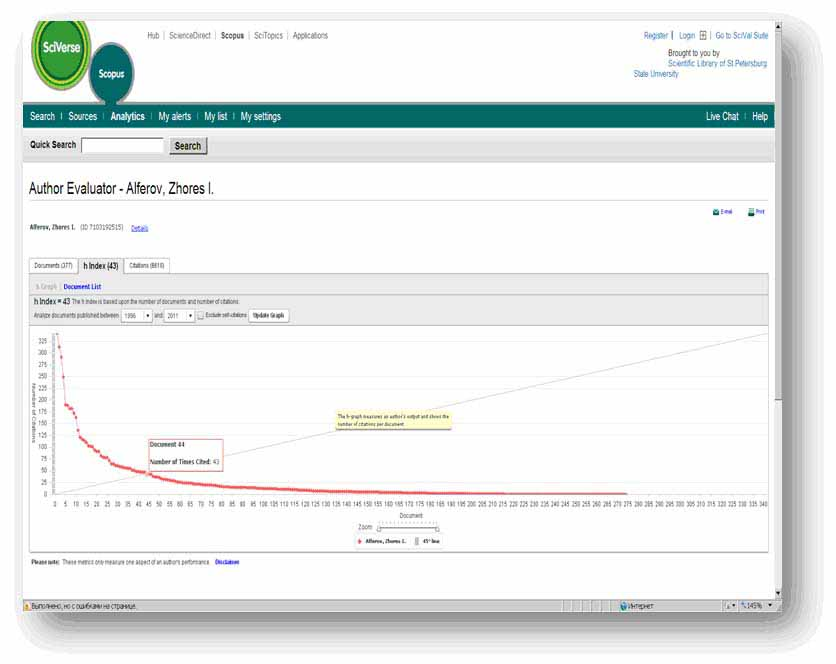 SciVerse
Scopus
Hub | ScienceDirect | Scopus | SciTopics | Applications
Register | Login | Go to SciVal Suite
Brought to you by
Scientific Library of St Petersburg
State University
Search | Sources | Analytics | My alerts | My list | My settings
Live Chat | Help
Quick Search
Search
Author Evaluator - Alferov, Zhores I.
E-mail Print
Alferov, Zhores I. (ID 7103192515) Details
Documents (377) h Index (43) Citations (8618)
h Graph | Document List
h Index = 43 The h Index is based upon the number of documents and number of citations.
Analyze documents published between 1996 and 2011 Exclude self-citations Update Graph
Number of Citations
325
300
275
250
225
200
175
150
125
100
75
50
25
0
The h-graph measures an author's output and shows the
number of citations per document
Document 44
Number of Times Cited: 43
0 5 10 15 20 25 30 35 40 45 50 55 60 65 70 75 80 85 90 95 100 105 110 115 120 125 130 135 140 145 150 155 160 165 170 175 180 185 190 195 200 205 210 215 220 225 230 235 240 245 250 255 260 265 270 275 280 285 290 295 300 305 310 315 320 325 330 335 340
Document
Zoom
Alferov, Zhores I. 45° line
Please note: These metrics only measure one aspect of an author's performance. Disclaimer
Выполнено, но с ошибками на странице.
Интернет
145%